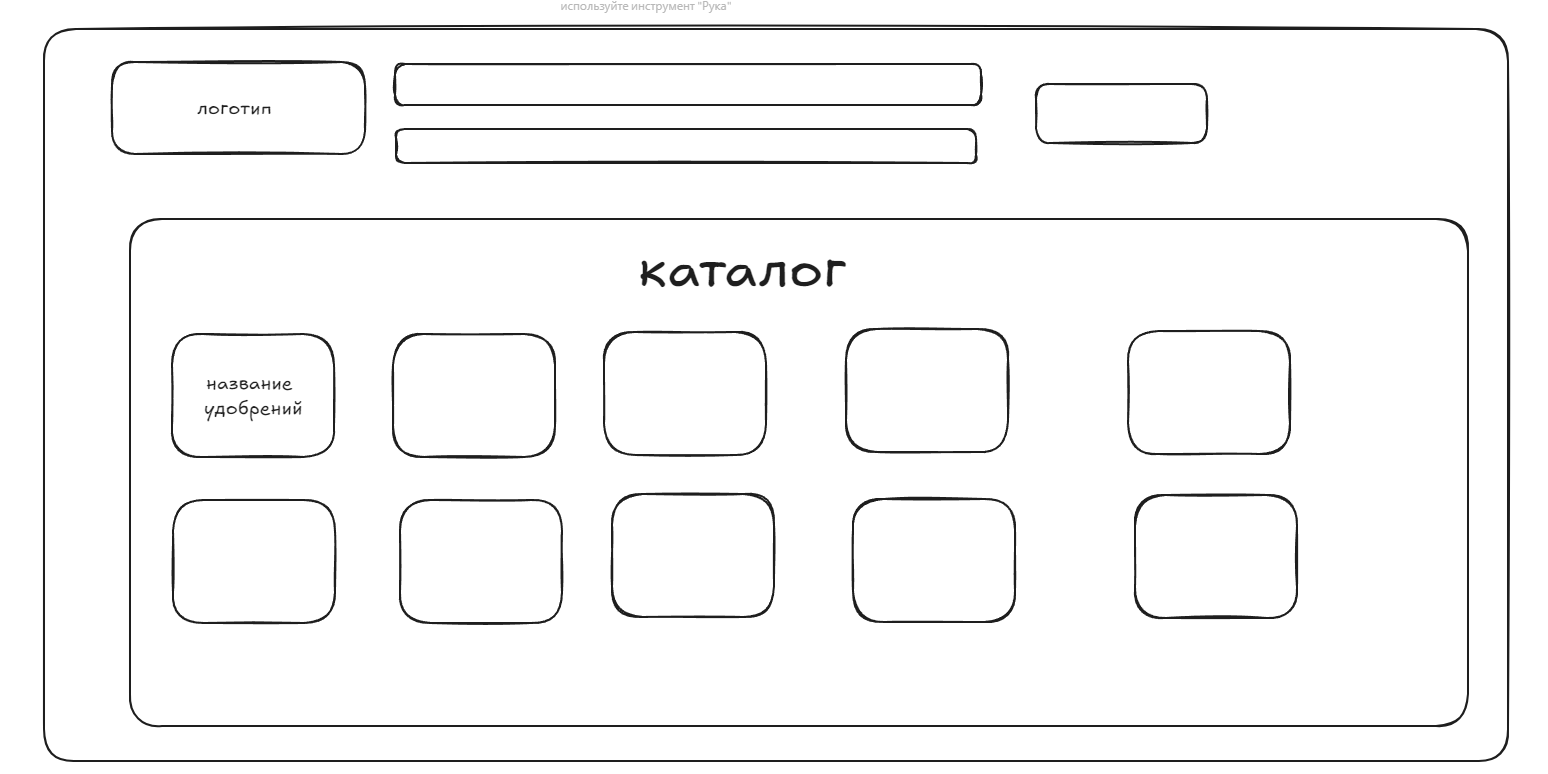 используйте инструмент "Рука"
логотип
каталог
название
удобрений